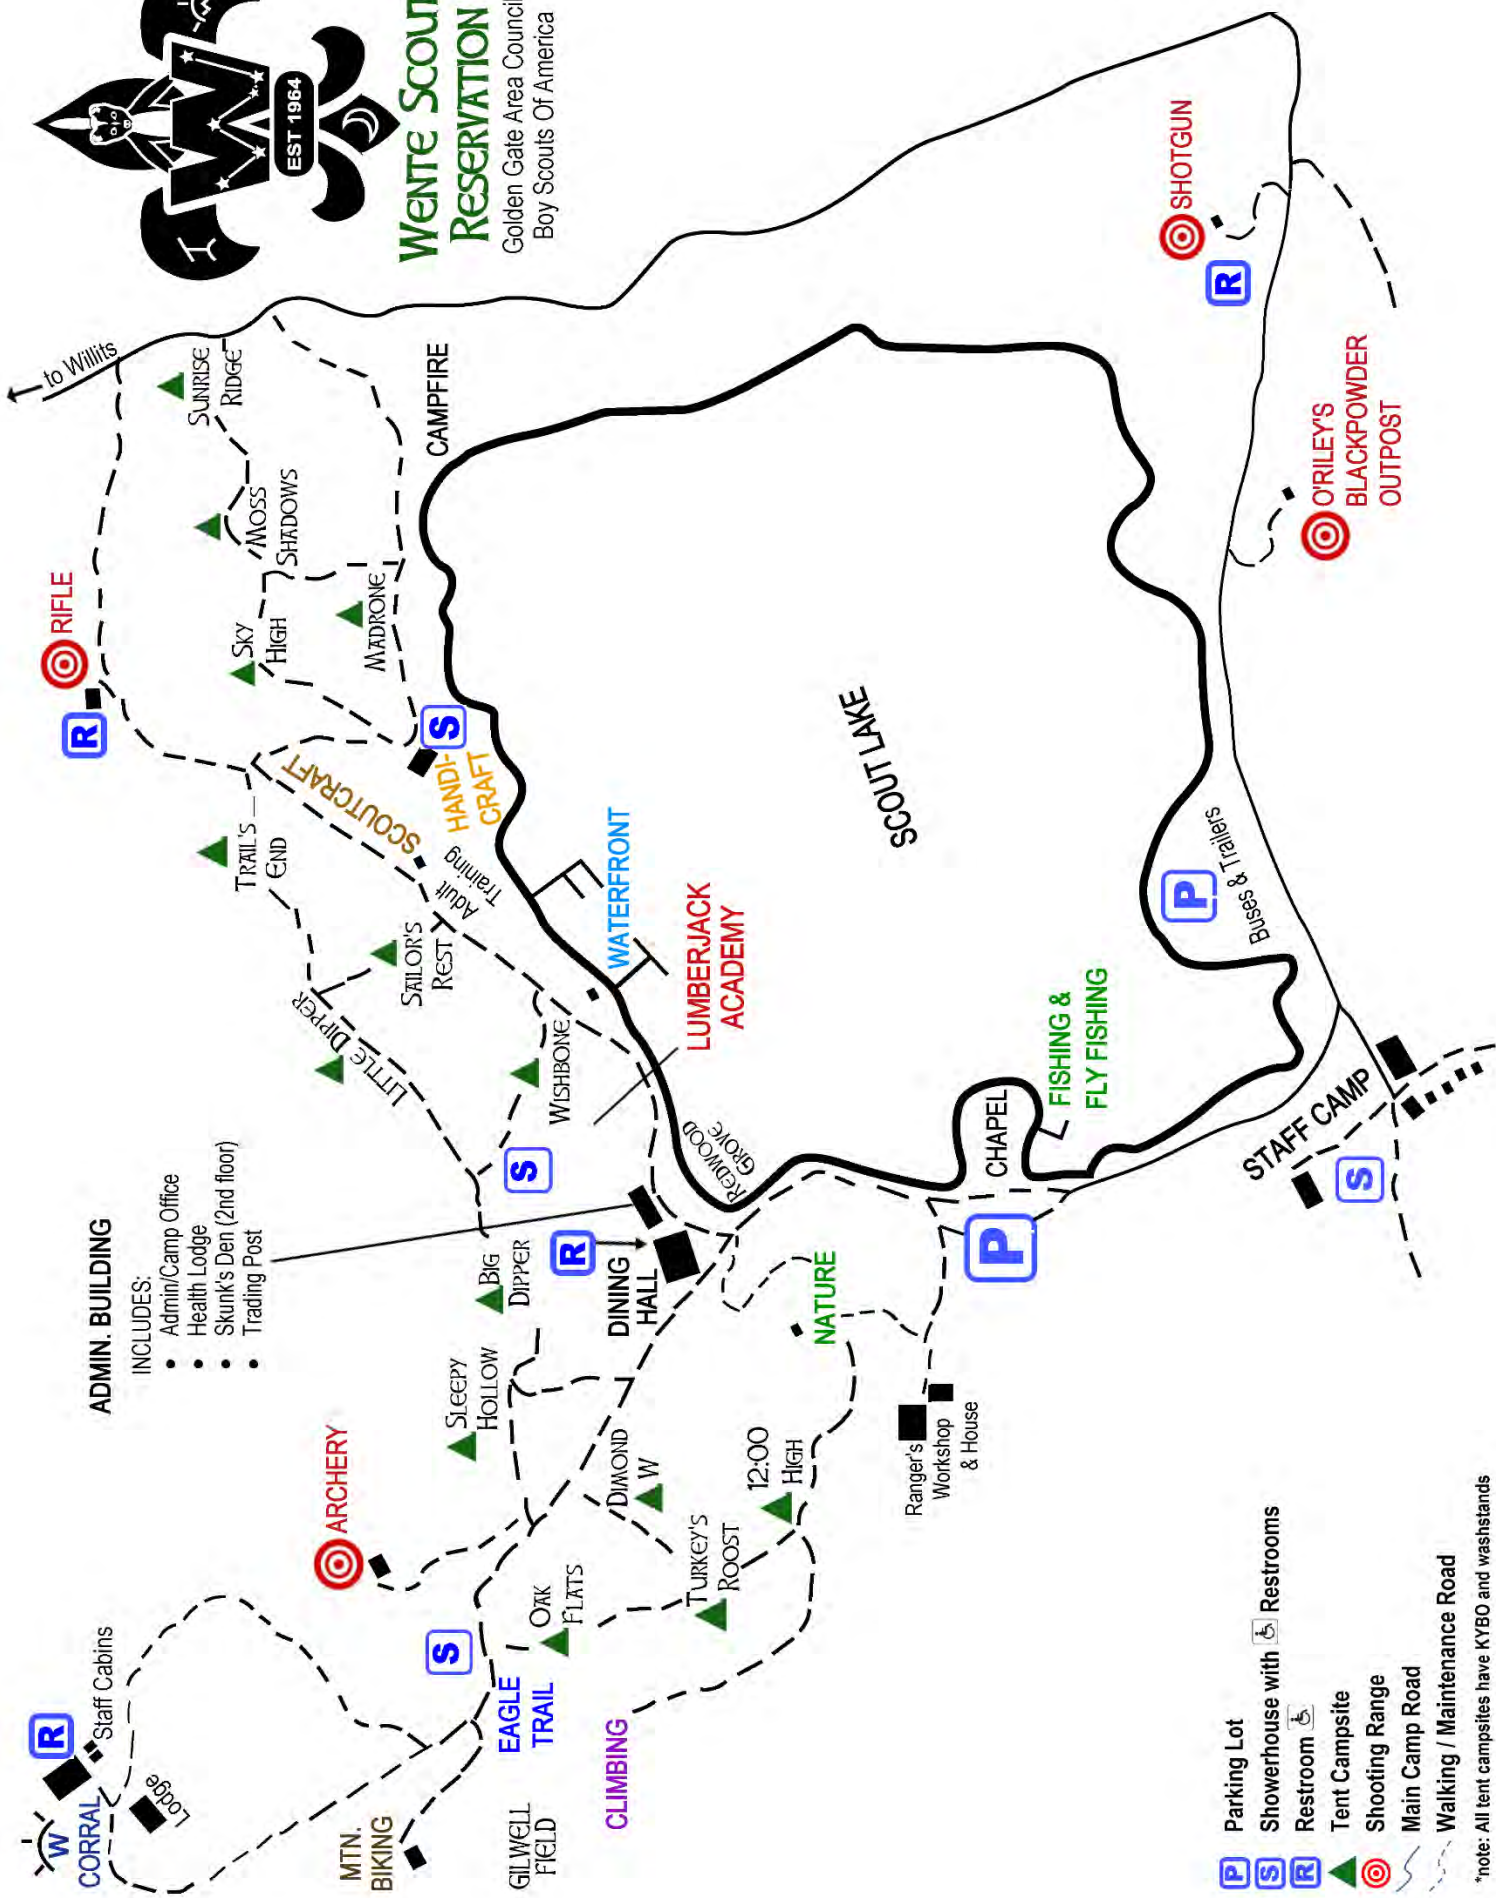 WENTE SCOUT
RESERVATION
Golden Gate Area Council
Boy Scouts Of America
EST 1964
W
to Willits
SUNRISE
RIDGE
MOSS
SHADOWS
SKY
HIGH
MADRONE
CAMPFIRE
RIFLE
R
S
HANDI-
CRAFT
SCOUTCRAFT
Adult
Training
TRAIL'S
END
SAILOR'S
REST
LITTLE DIPPER
WISHBONE
WATERFRONT
LUMBERJACK
ACADEMY
SCOUT LAKE
REDWOOD
GROVE
S
ADMIN. BUILDING
INCLUDES:
• Admin/Camp Office
• Health Lodge
• Skunk's Den (2nd floor)
• Trading Post
BIG
DIPPER
R
DINING
HALL
SLEEPY
HOLLOW
ARCHERY
DIMOND
W
12:00
HIGH
TURKEY'S
ROOST
OAK
FLATS
S
EAGLE
TRAIL
CLIMBING
GILWELL
FIELD
MTN.
BIKING
R
Staff Cabins
Lodge
W
CORRAL
NATURE
Ranger's
Workshop
& House
P
CHAPEL
FISHING &
FLY FISHING
P
Buses & Trailers
STAFF CAMP
S
SHOTGUN
R
O'RILEY'S
BLACKPOWDER
OUTPOST
P Parking Lot
S Showerhouse with Restrooms
R Restroom
Tent Campsite
Shooting Range
Main Camp Road
Walking / Maintenance Road
*note: All tent campsites have KYBO and washstands